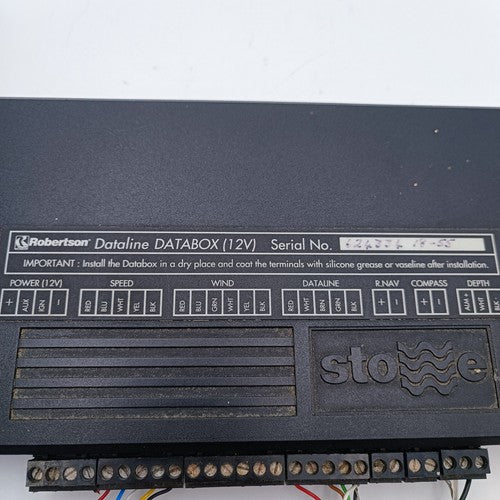 Robertson Dataline DATABOX (12V) Serial No.
IMPORTANT : Install the Databox in a dry place and coat the terminals with silicone grease or vaseline after installation.
POWER (12V) SPEED WIND DATALINE R.NAV COMPASS DEPTH
+ AUX IGN − RED BLU WHT YEL BLK RED BLU GRN WHT YEL BLK RED WHT BRN GRN BLK + − + − WHT BLK
stowe